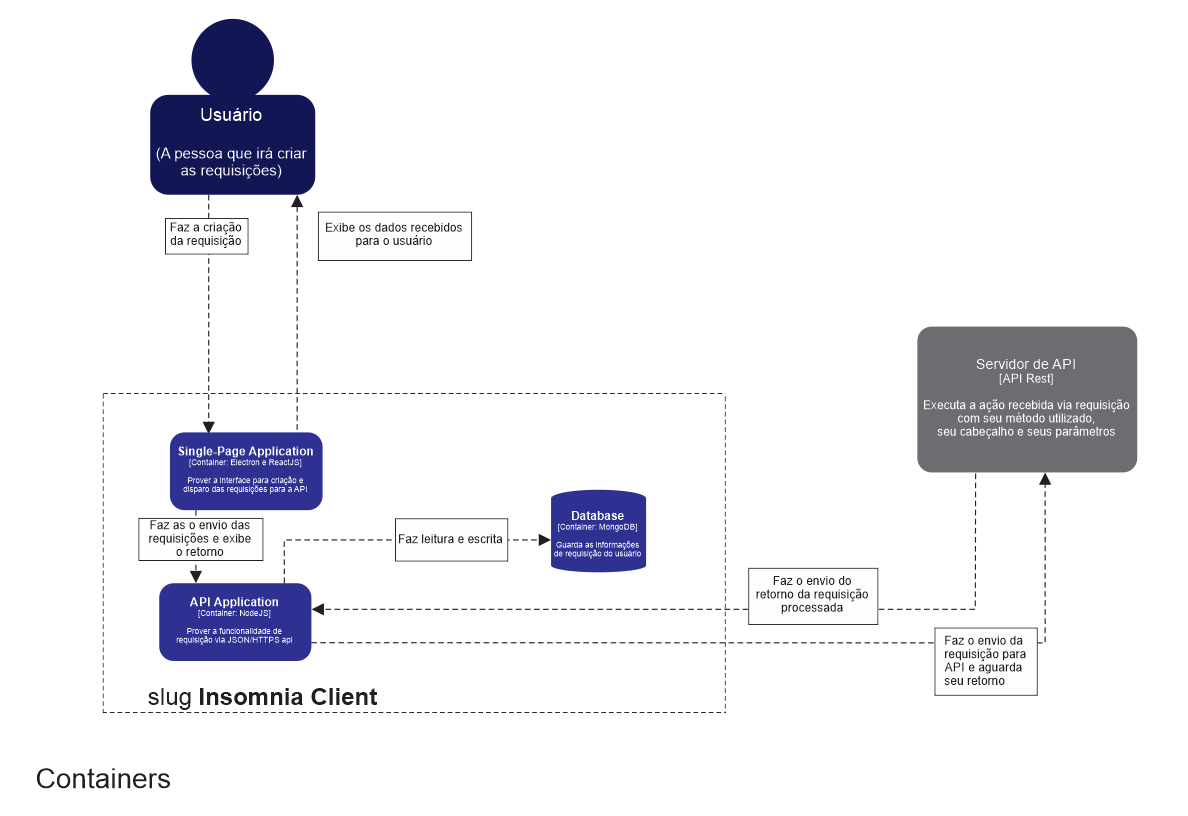 Usuário
(A pessoa que irá criar
as requisições)
Faz a criação
da requisição
Exibe os dados recebidos
para o usuário
Servidor de API
[API Rest]
Executa a ação recebida via requisição
com seu método utilizado,
seu cabeçalho e seus parâmetros
Single-Page Application
[Container: Electron e ReactJS]
Prover a interface para criação e
disparo das requisições para a API
Faz as o envio das
requisições e exibe
o retorno
Faz leitura e escrita
Database
[Container: MongoDB]
Guarda as informações
de requisição do usuário
API Application
[Container: NodeJS]
Prover a funcionalidade de
requisição via JSON/HTTPS api
Faz o envio do
retorno da requisição
processada
Faz o envio da
requisição para
API e aguarda
seu retorno
slug Insomnia Client
Containers